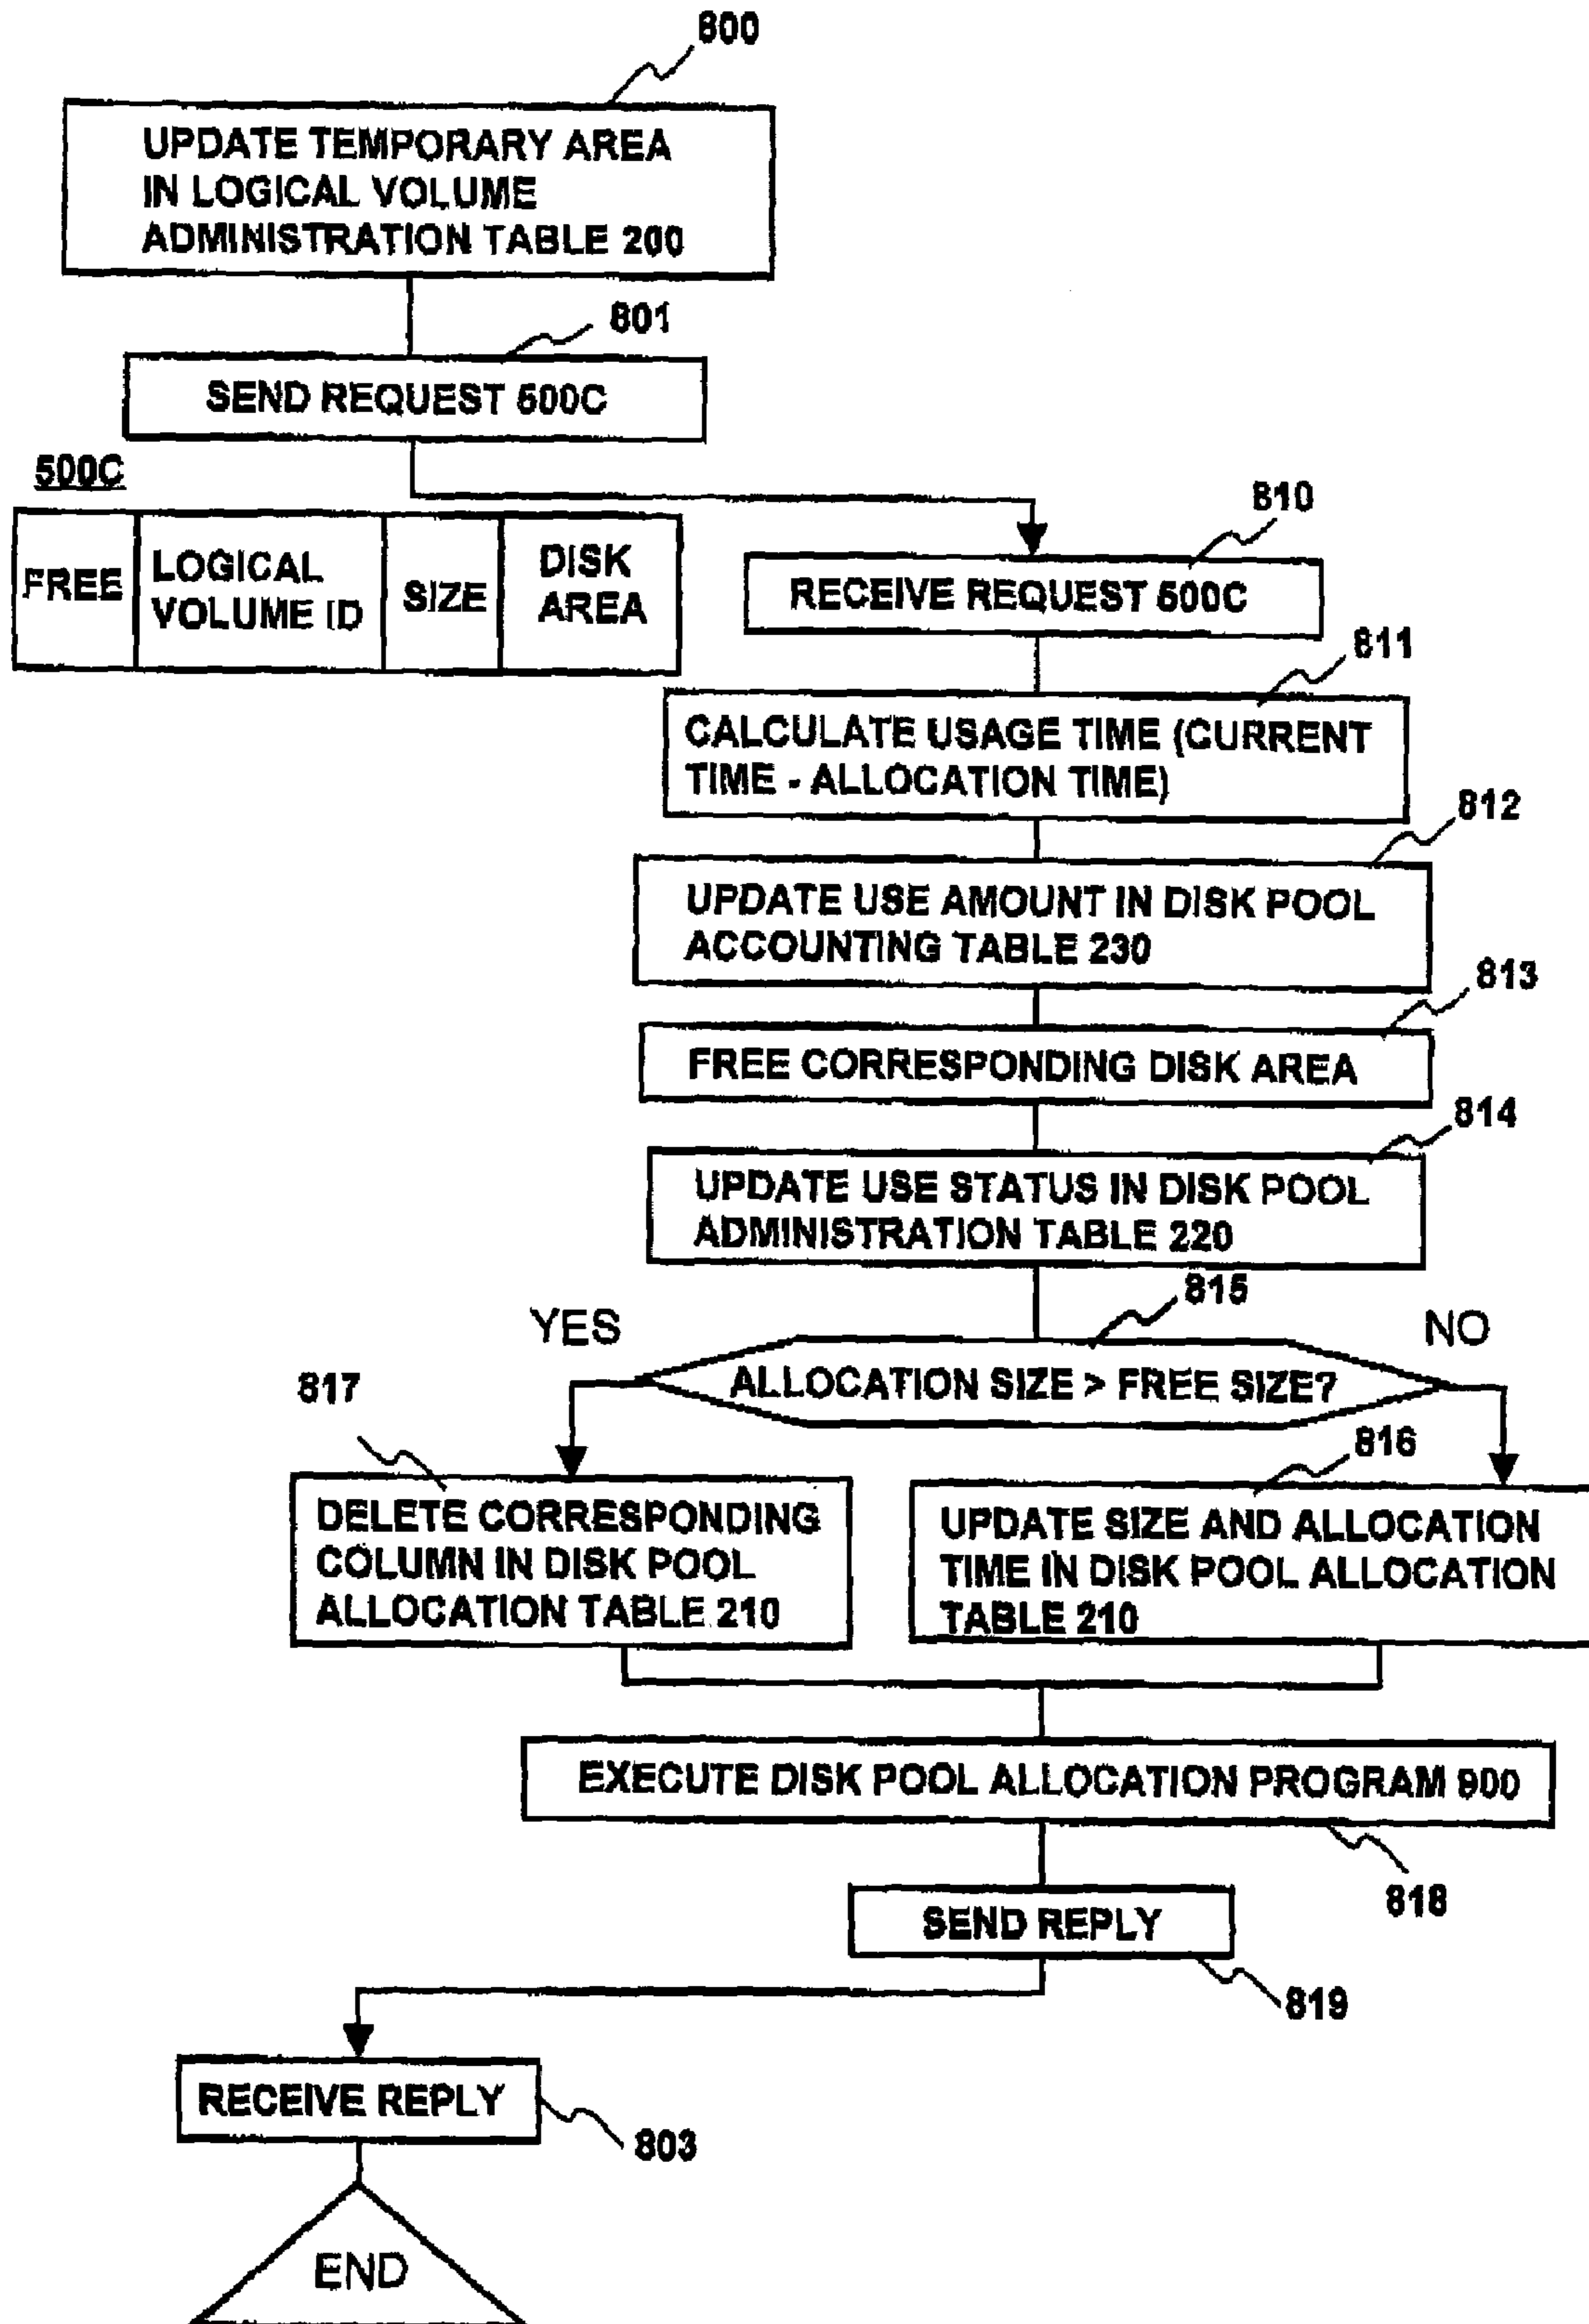 800
UPDATE TEMPORARY AREA
IN LOGICAL VOLUME
ADMINISTRATION TABLE 200
801
SEND REQUEST 500C
500C
FREE
LOGICAL
VOLUME ID
SIZE
DISK
AREA
810
RECEIVE REQUEST 500C
811
CALCULATE USAGE TIME (CURRENT
TIME - ALLOCATION TIME)
812
UPDATE USE AMOUNT IN DISK POOL
ACCOUNTING TABLE 230
813
FREE CORRESPONDING DISK AREA
814
UPDATE USE STATUS IN DISK POOL
ADMINISTRATION TABLE 220
815
YES
NO
ALLOCATION SIZE > FREE SIZE?
817
DELETE CORRESPONDING
COLUMN IN DISK POOL
ALLOCATION TABLE 210
816
UPDATE SIZE AND ALLOCATION
TIME IN DISK POOL ALLOCATION
TABLE 210
EXECUTE DISK POOL ALLOCATION PROGRAM 900
818
SEND REPLY
819
RECEIVE REPLY
803
END